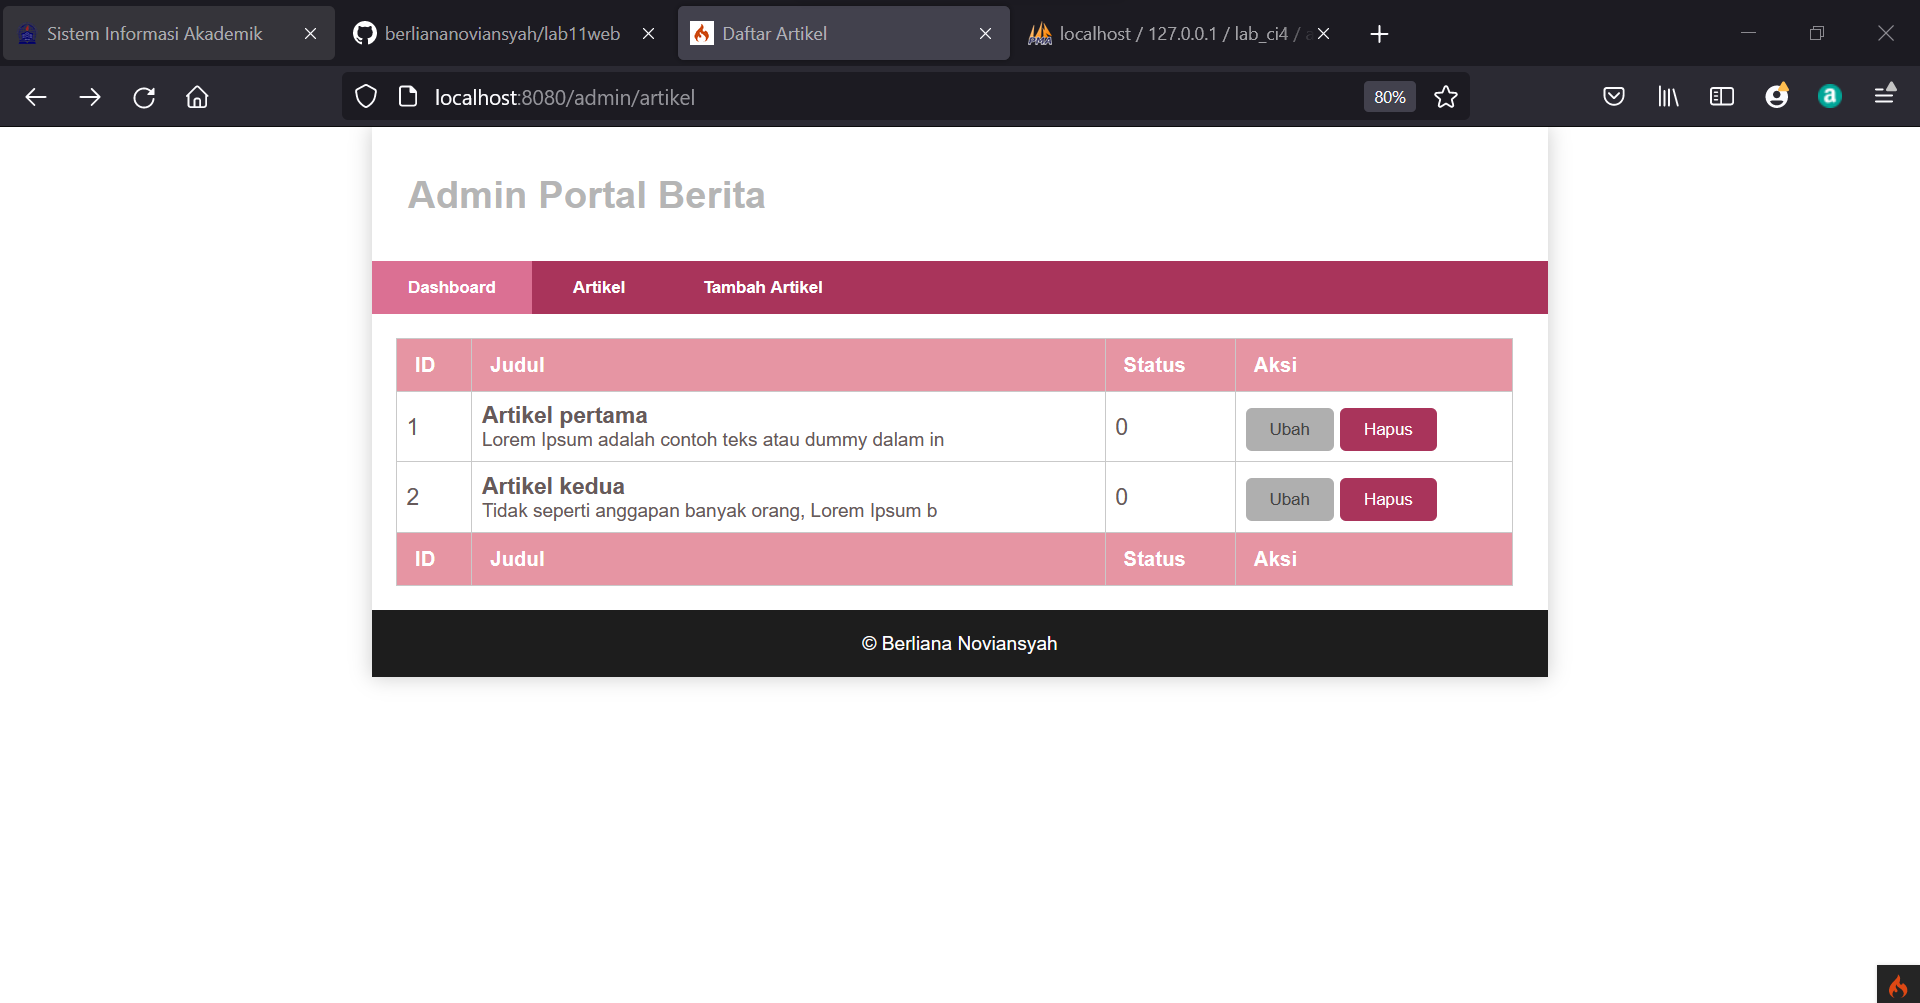 Sistem Informasi Akademik
berliananoviansyah/lab11web
Daftar Artikel
localhost / 127.0.0.1 / lab_ci4 / a
localhost:8080/admin/artikel
80%
a
Admin Portal Berita
Dashboard Artikel Tambah Artikel
ID Judul Status Aksi
1 Artikel pertama 0 Ubah Hapus
Lorem Ipsum adalah contoh teks atau dummy dalam in
2 Artikel kedua 0 Ubah Hapus
Tidak seperti anggapan banyak orang, Lorem Ipsum b
ID Judul Status Aksi
© Berliana Noviansyah